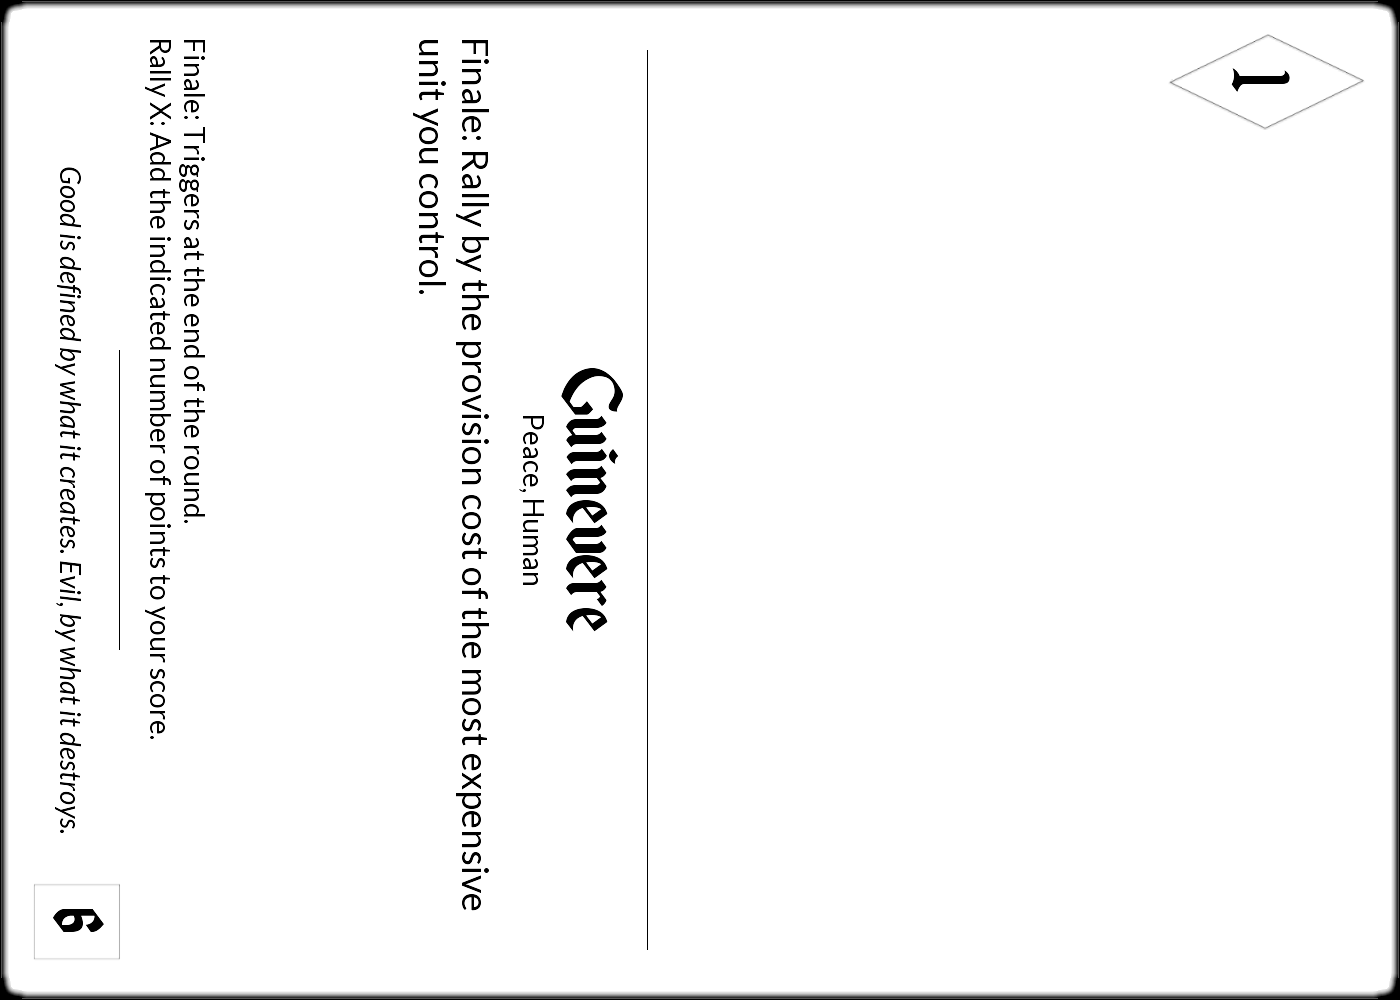 1
Guinevere
Peace, Human
Finale: Rally by the provision cost of the most expensive
unit you control.
Finale: Triggers at the end of the round.
Rally X: Add the indicated number of points to your score.
Good is defined by what it creates. Evil, by what it destroys.
6